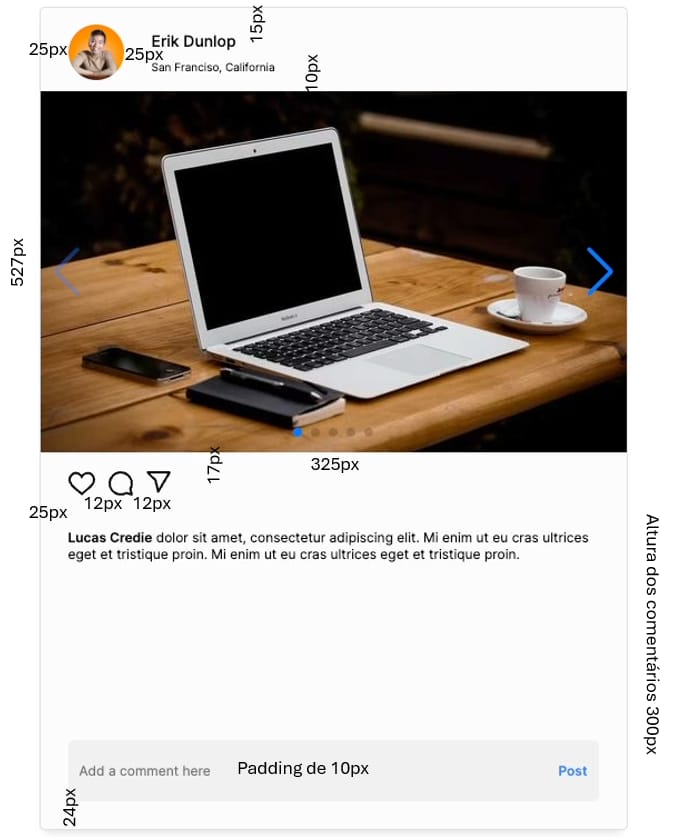 15px
Erik Dunlop
25px
25px
San Franciso, California
10px
527px
17px
325px
12px
12px
25px
Lucas Credie dolor sit amet, consectetur adipiscing elit. Mi enim ut eu cras ultrices
eget et tristique proin. Mi enim ut eu cras ultrices eget et tristique proin.
Altura dos comentários 300px
Add a comment here
Padding de 10px
Post
24px